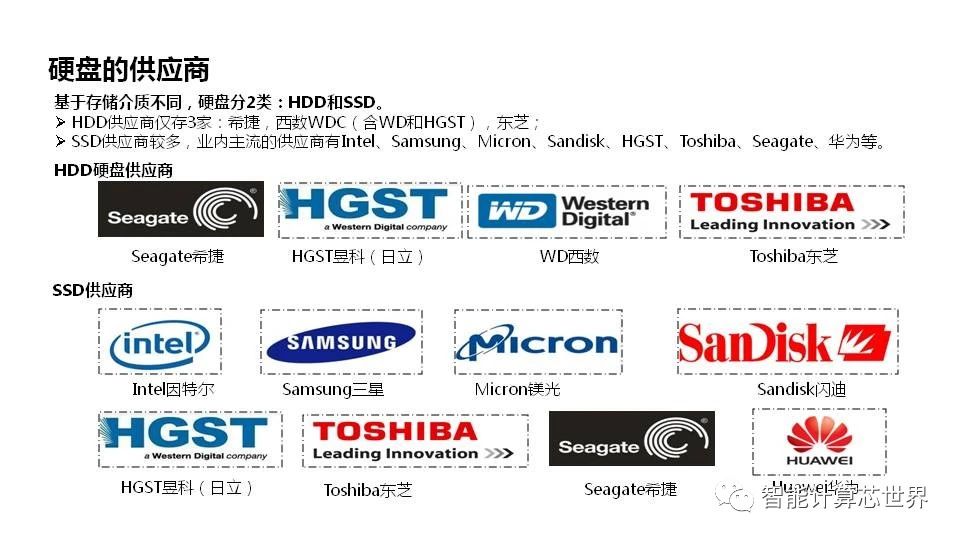 硬盘的供应商
基于存储介质不同，硬盘分2类：HDD和SSD。
➢ HDD供应商仅存3家：希捷，西数WDC（含WD和HGST），东芝；
➢ SSD供应商较多，业内主流的供应商有Intel、Samsung、Micron、Sandisk、HGST、Toshiba、Seagate、华为等。
HDD硬盘供应商
Seagate
HGST
a Western Digital company
WD Western Digital
TOSHIBA
Leading Innovation >>>
Seagate希捷
HGST昱科（日立）
WD西数
Toshiba东芝
SSD供应商
intel
SAMSUNG
Micron
SanDisk
Intel因特尔
Samsung三星
Micron镁光
Sandisk闪迪
HGST
a Western Digital company
TOSHIBA
Leading Innovation >>>
Seagate
HUAWEI
HGST昱科（日立）
Toshiba东芝
Seagate希捷
Huawei华为
智能计算芯世界